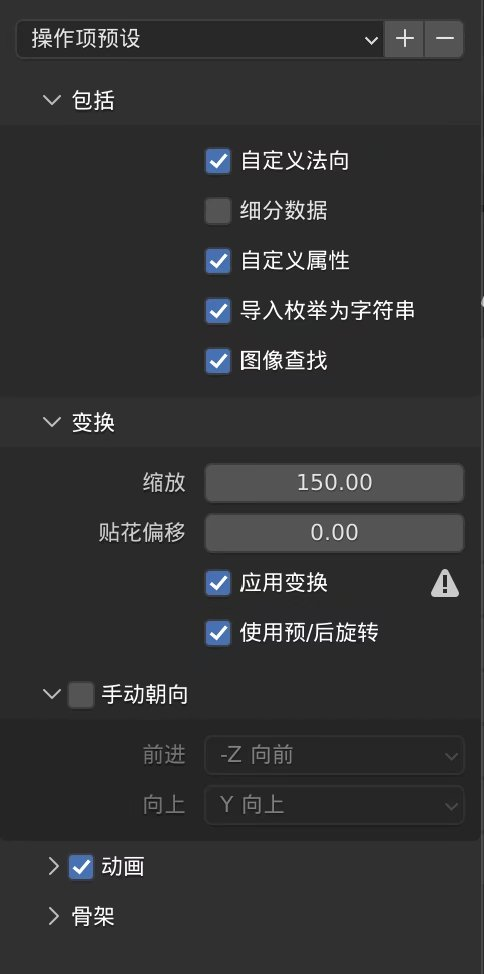 操作项预设
包括
自定义法向
细分数据
自定义属性
导入枚举为字符串
图像查找
变换
缩放 150.00
贴花偏移 0.00
应用变换
使用预/后旋转
手动朝向
前进 -Z 向前
向上 Y 向上
动画
骨架